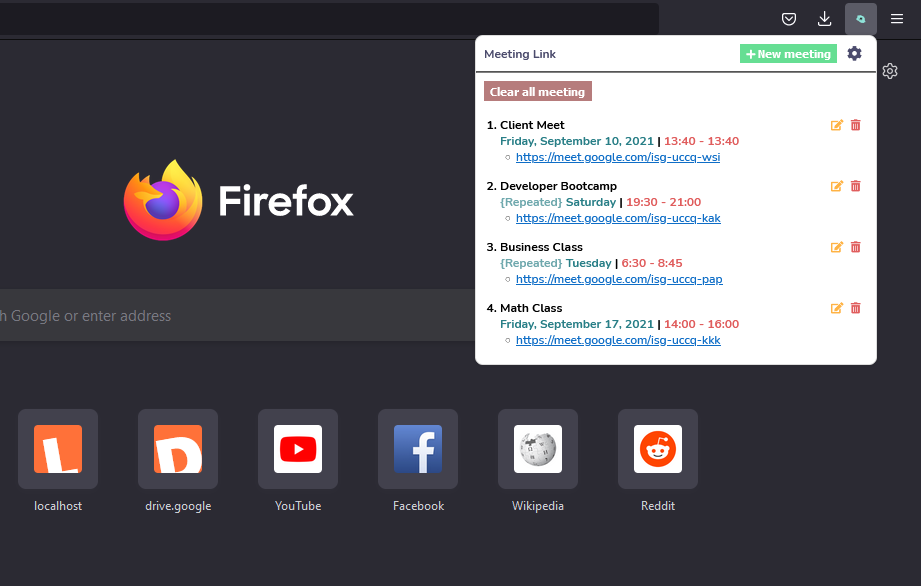 Meeting Link
+ New meeting
Clear all meeting
1. Client Meet
Friday, September 10, 2021 | 13:40 - 13:40
https://meet.google.com/isg-uccq-wsi
2. Developer Bootcamp
{Repeated} Saturday | 19:30 - 21:00
https://meet.google.com/isg-uccq-kak
3. Business Class
{Repeated} Tuesday | 6:30 - 8:45
https://meet.google.com/isg-uccq-pap
4. Math Class
Friday, September 17, 2021 | 14:00 - 16:00
https://meet.google.com/isg-uccq-kkk
Firefox
h Google or enter address
L
D
f
localhost
drive.google
YouTube
Facebook
Wikipedia
Reddit